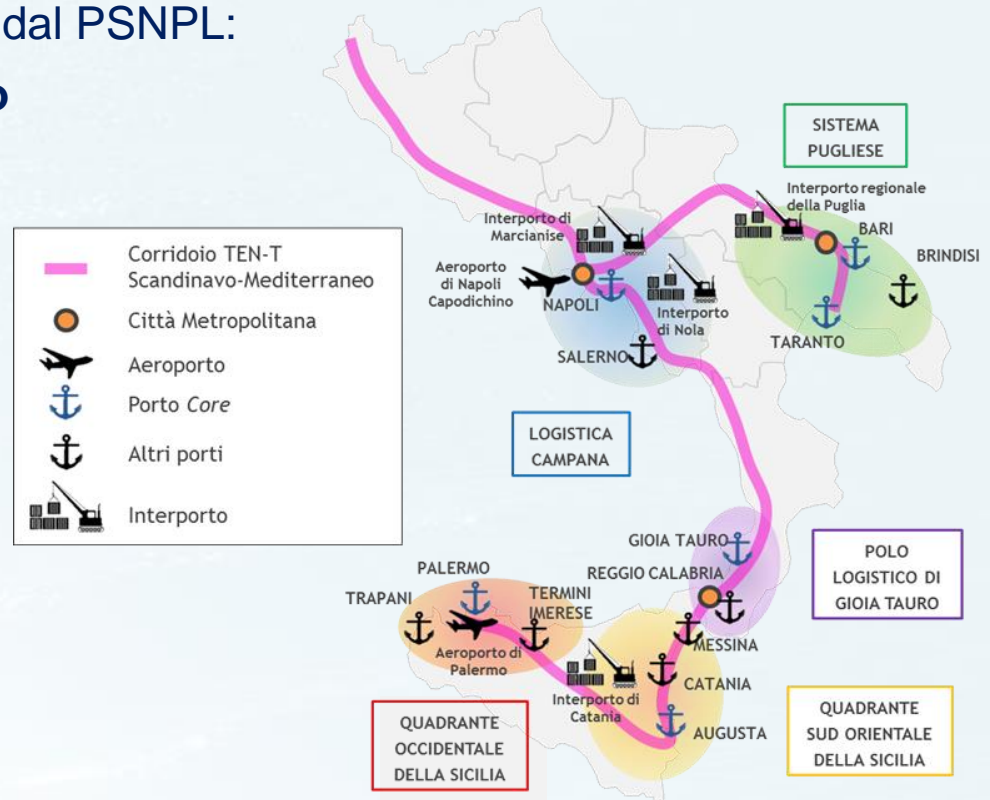 dal PSNPL:
Corridoio TEN-T
Scandinavo-Mediterraneo
Città Metropolitana
Aeroporto
Porto Core
Altri porti
Interporto
SISTEMA
PUGLIESE
Interporto regionale
della Puglia
BARI
BRINDISI
TARANTO
Interporto di
Marcianise
Aeroporto
di Napoli
Capodichino
NAPOLI
Interporto
di Nola
SALERNO
LOGISTICA
CAMPANA
GIOIA TAURO
REGGIO CALABRIA
POLO
LOGISTICO DI
GIOIA TAURO
PALERMO
TRAPANI
TERMINI
IMERESE
Aeroporto di
Palermo
MESSINA
Interporto di
Catania
CATANIA
AUGUSTA
QUADRANTE
OCCIDENTALE
DELLA SICILIA
QUADRANTE
SUD ORIENTALE
DELLA SICILIA